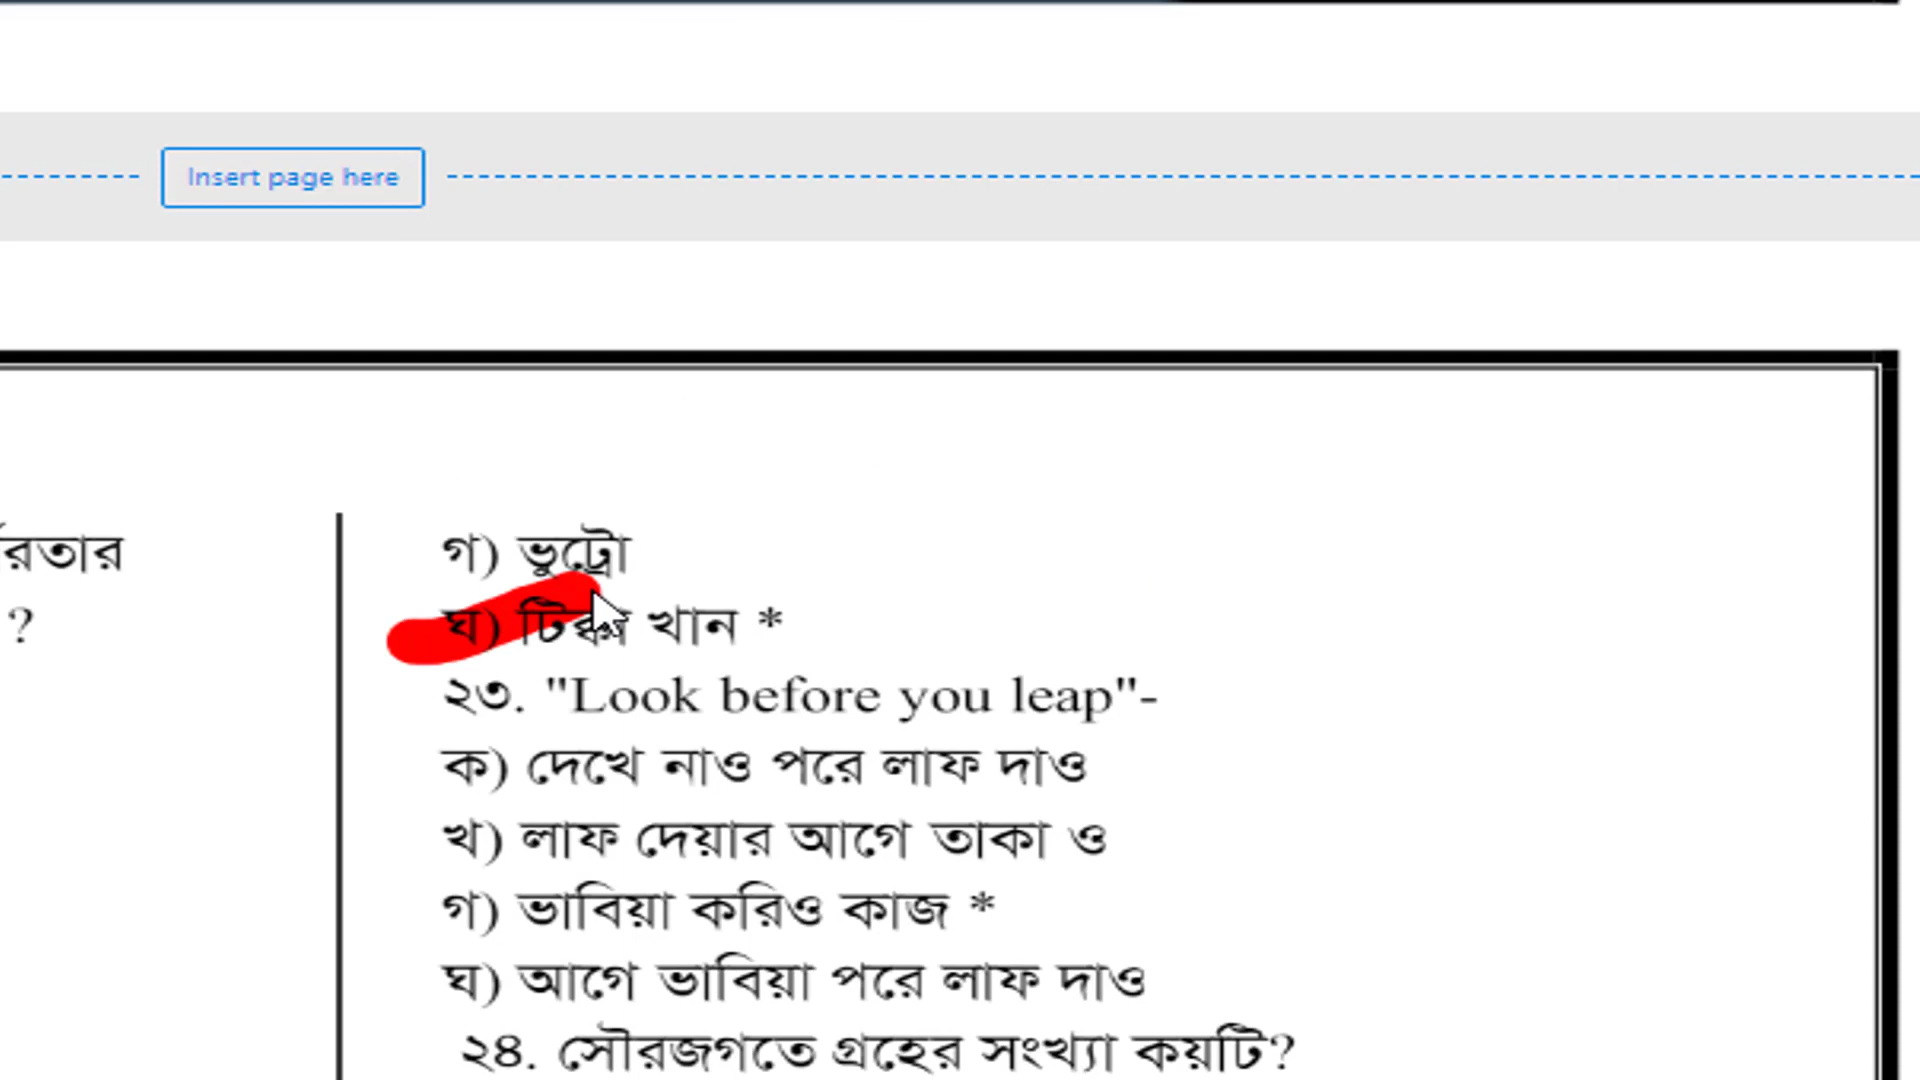 Insert page here
রতার
?
গ) ভুট্রো
ঘ) টিক্কা খান *
২৩. "Look before you leap"-
ক) দেখে নাও পরে লাফ দাও
খ) লাফ দেয়ার আগে তাকা ও
গ) ভাবিয়া করিও কাজ *
ঘ) আগে ভাবিয়া পরে লাফ দাও
২৪. সৌরজগতে গ্রহের সংখ্যা কয়টি?